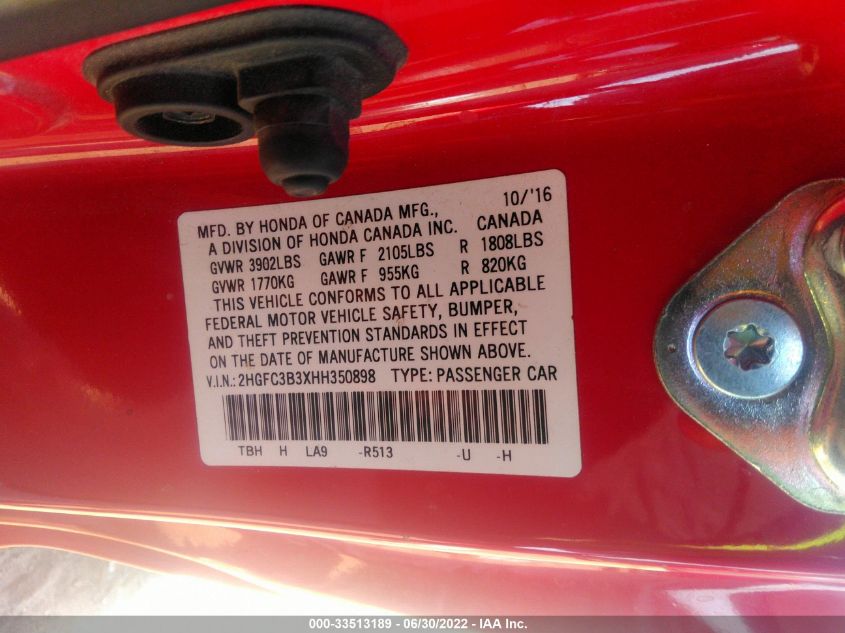 10/'16
MFD. BY HONDA OF CANADA MFG.,
A DIVISION OF HONDA CANADA INC. CANADA
GVWR 3902LBS GAWR F 2105LBS R 1808LBS
GVWR 1770KG GAWR F 955KG R 820KG
THIS VEHICLE CONFORMS TO ALL APPLICABLE
FEDERAL MOTOR VEHICLE SAFETY, BUMPER,
AND THEFT PREVENTION STANDARDS IN EFFECT
ON THE DATE OF MANUFACTURE SHOWN ABOVE.
V.I.N.: 2HGFC3B3XHH350898 TYPE: PASSENGER CAR
TBH H LA9 -R513 -U -H
000-33513189 - 06/30/2022 - IAA Inc.